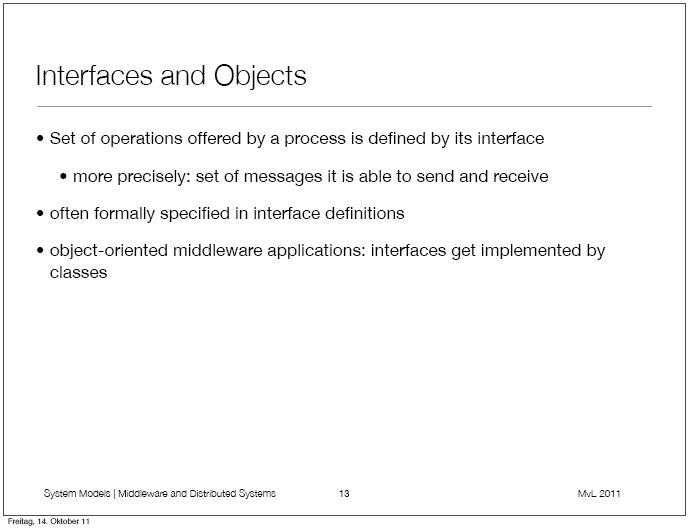 Interfaces and Objects
• Set of operations offered by a process is defined by its interface
• more precisely: set of messages it is able to send and receive
• often formally specified in interface definitions
• object-oriented middleware applications: interfaces get implemented by
classes
System Models | Middleware and Distributed Systems 13 MvL 2011
Freitag, 14. Oktober 11